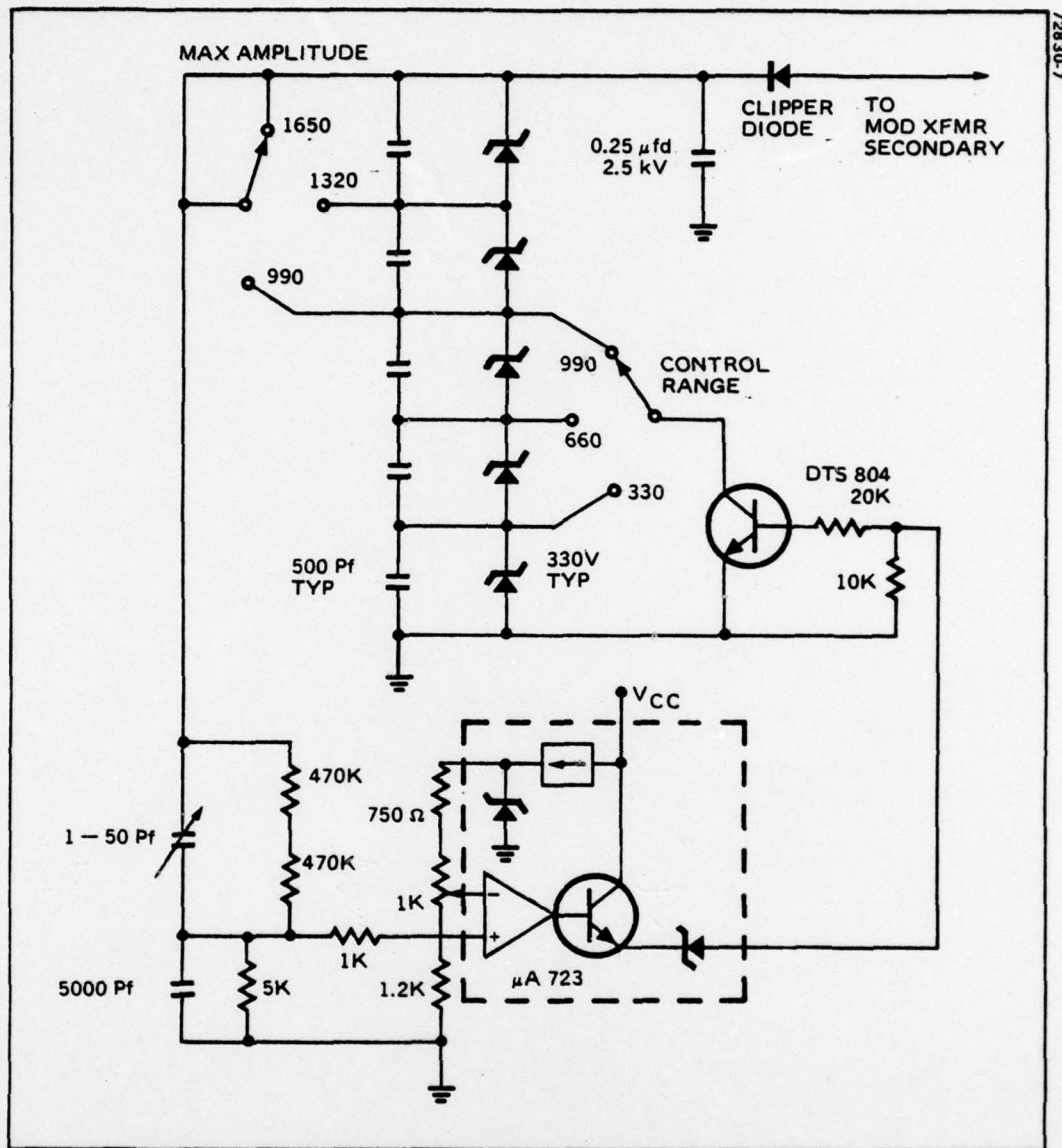 72830-7
MAX AMPLITUDE
1650
1320
990
0.25 µfd
2.5 kV
CLIPPER
DIODE
TO
MOD XFMR
SECONDARY
990
CONTROL
RANGE
660
330
DTS 804
20K
10K
500 Pf
TYP
330V
TYP
VCC
470K
750 Ω
1 – 50 Pf
470K
1K
−
+
1K
5000 Pf
5K
1.2K
µA 723